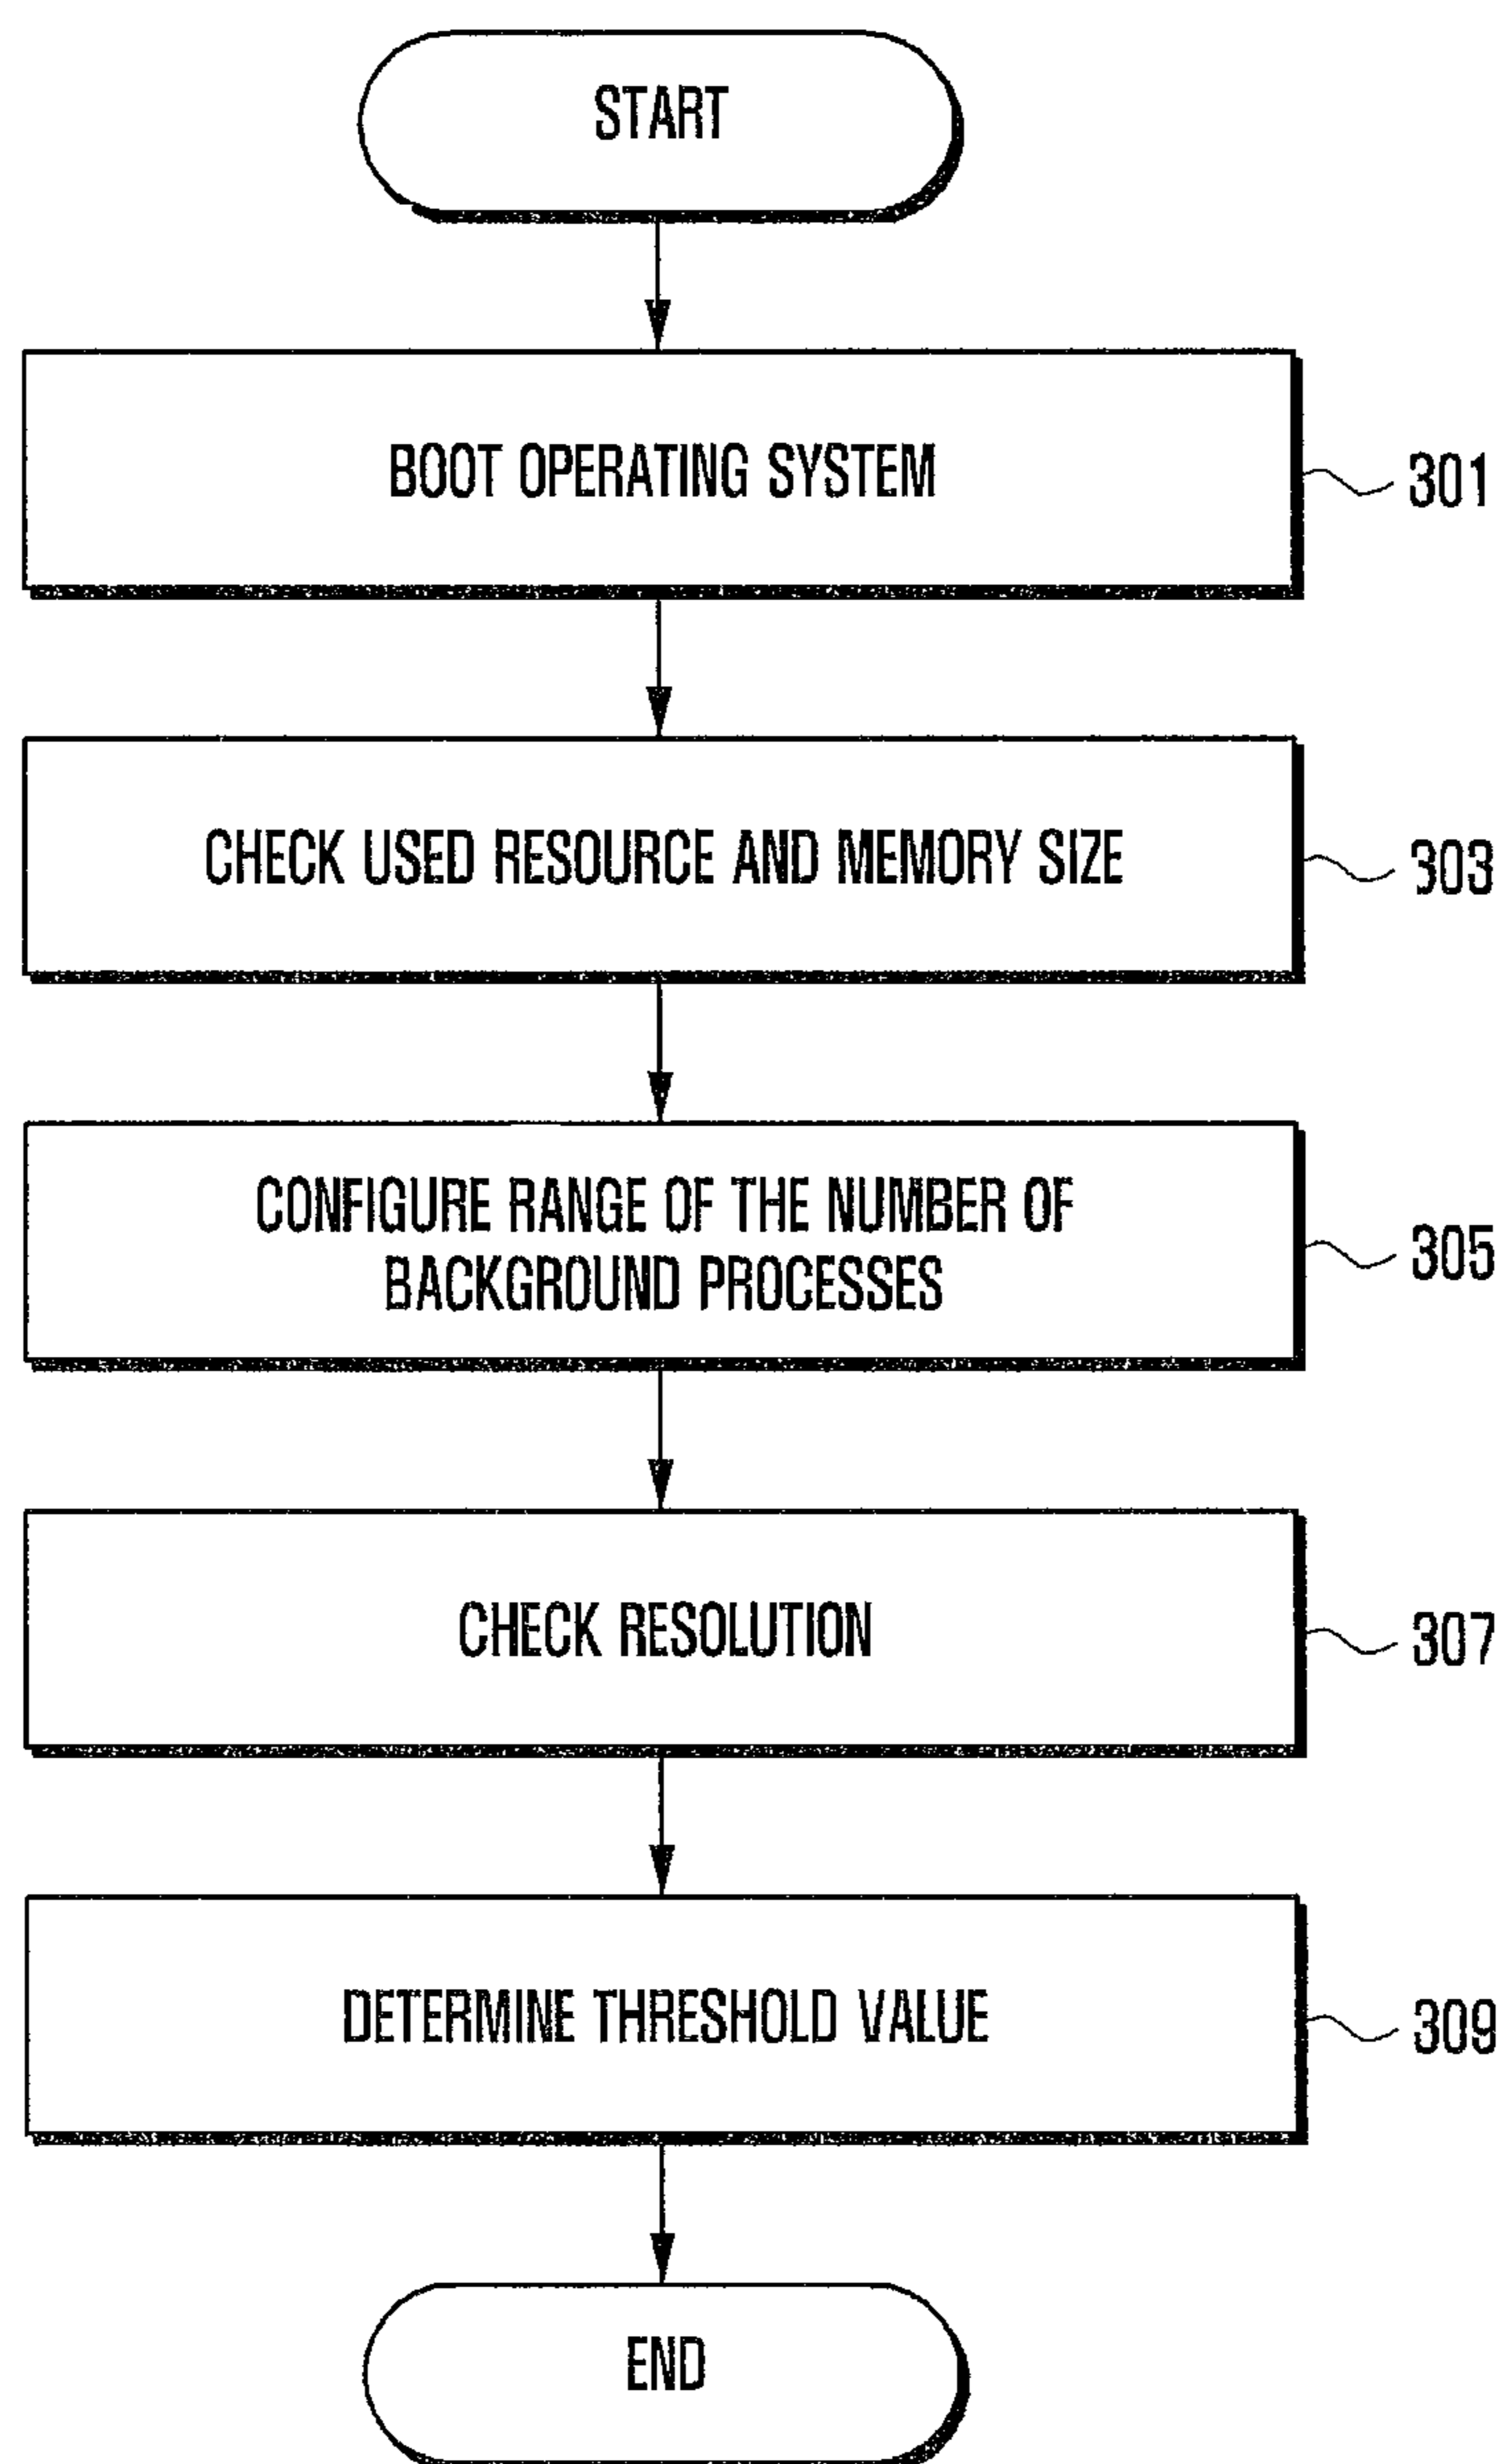 START
BOOT OPERATING SYSTEM
301
CHECK USED RESOURCE AND MEMORY SIZE
303
CONFIGURE RANGE OF THE NUMBER OF
BACKGROUND PROCESSES
305
CHECK RESOLUTION
307
DETERMINE THRESHOLD VALUE
309
END